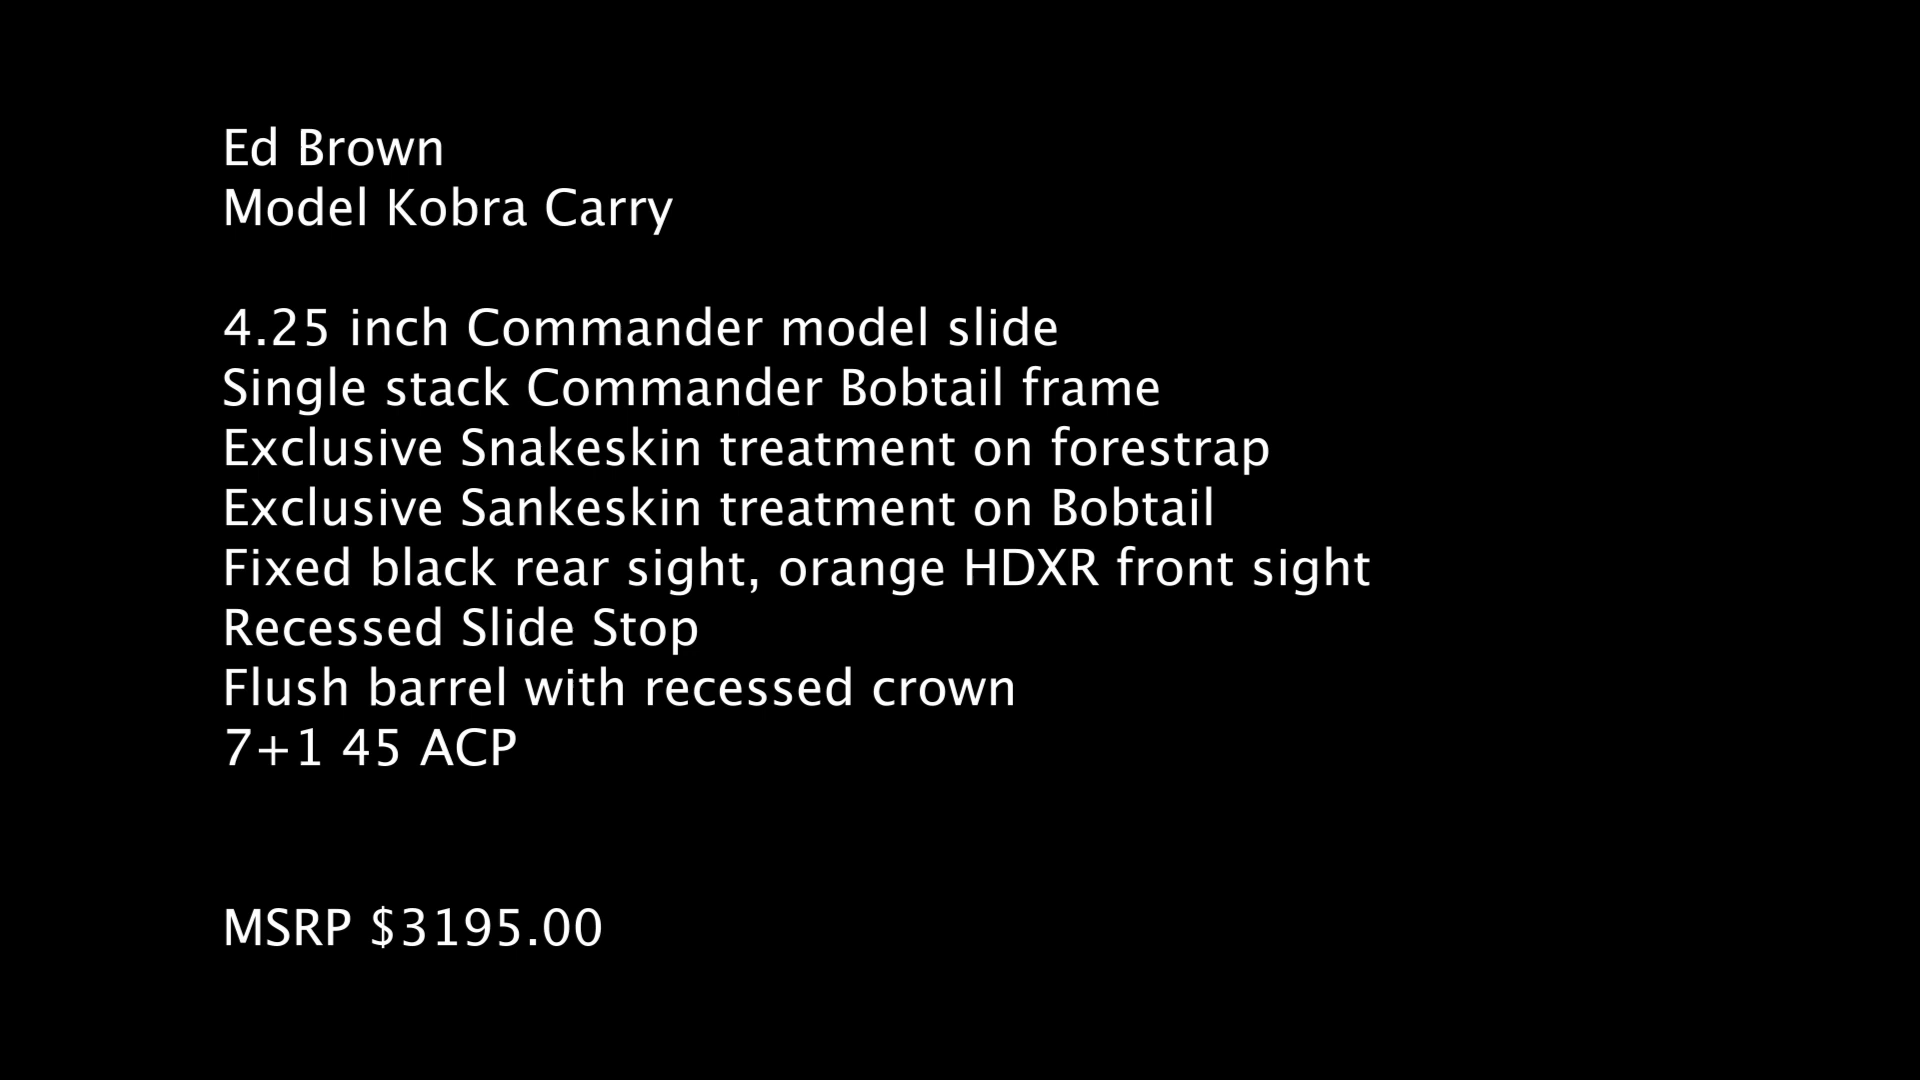 Ed Brown
Model Kobra Carry
4.25 inch Commander model slide
Single stack Commander Bobtail frame
Exclusive Snakeskin treatment on forestrap
Exclusive Sankeskin treatment on Bobtail
Fixed black rear sight, orange HDXR front sight
Recessed Slide Stop
Flush barrel with recessed crown
7+1 45 ACP
MSRP $3195.00